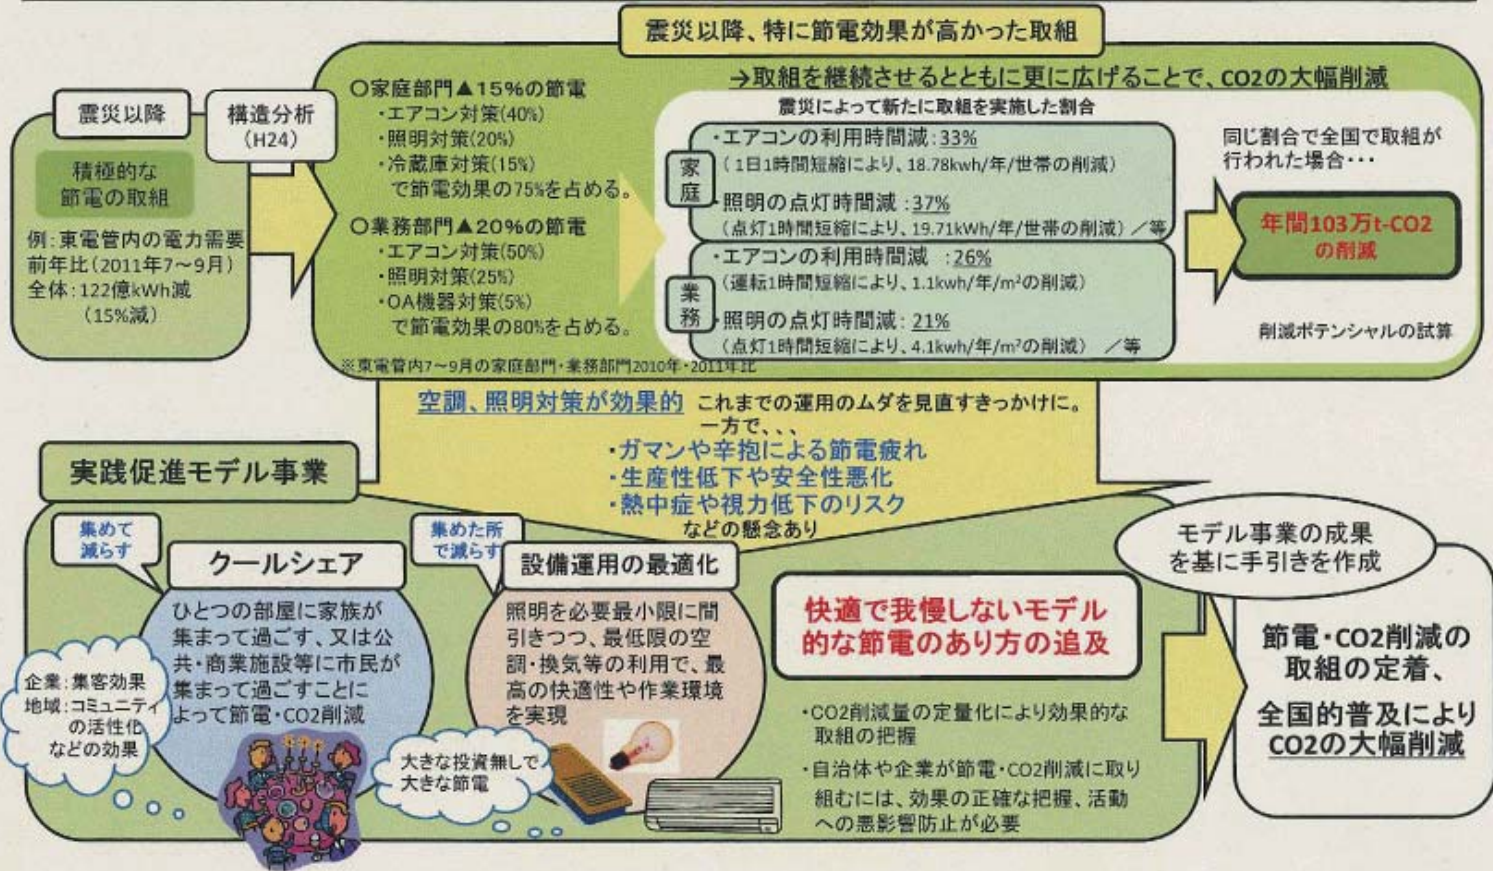 震災以降、特に節電効果が高かった取組
→取組を継続させるとともに更に広げることで、CO2の大幅削減
震災以降
積極的な
節電の取組
例:東電管内の電力需要
前年比(2011年7～9月)
全体:122億kWh減
(15%減)
構造分析
(H24)
○家庭部門▲15%の節電
・エアコン対策(40%)
・照明対策(20%)
・冷蔵庫対策(15%)
で節電効果の75%を占める。
○業務部門▲20%の節電
・エアコン対策(50%)
・照明対策(25%)
・OA機器対策(5%)
で節電効果の80%を占める。
※東電管内7～9月の家庭部門・業務部門2010年・2011年比
震災によって新たに取組を実施した割合
家庭
・エアコンの利用時間減:33%
(1日1時間短縮により、18.78kwh/年/世帯の削減)
・照明の点灯時間減:37%
(点灯1時間短縮により、19.71kWh/年/世帯の削減)／等
業務
・エアコンの利用時間減 :26%
(運転1時間短縮により、1.1kwh/年/m²の削減)
・照明の点灯時間減:21%
(点灯1時間短縮により、4.1kwh/年/m²の削減) ／等
同じ割合で全国で取組が
行われた場合・・・
年間103万t-CO2
の削減
削減ポテンシャルの試算
空調、照明対策が効果的 これまでの運用のムダを見直すきっかけに。
一方で、、、
・ガマンや辛抱による節電疲れ
・生産性低下や安全性悪化
・熱中症や視力低下のリスク
などの懸念あり
実践促進モデル事業
集めて
減らす
クールシェア
ひとつの部屋に家族が
集まって過ごす、又は公
共・商業施設等に市民が
集まって過ごすことに
よって節電・CO2削減
企業:集客効果
地域:コミュニティ
の活性化
などの効果
集めた所
で減らす
設備運用の最適化
照明を必要最小限に間
引きつつ、最低限の空
調・換気等の利用で、最
高の快適性や作業環境
を実現
大きな投資無しで
大きな節電
快適で我慢しないモデル
的な節電のあり方の追及
・CO2削減量の定量化により効果的な
取組の把握
・自治体や企業が節電・CO2削減に取り
組むには、効果の正確な把握、活動
への悪影響防止が必要
モデル事業の成果
を基に手引きを作成
節電・CO2削減の
取組の定着、
全国的普及により
CO2の大幅削減